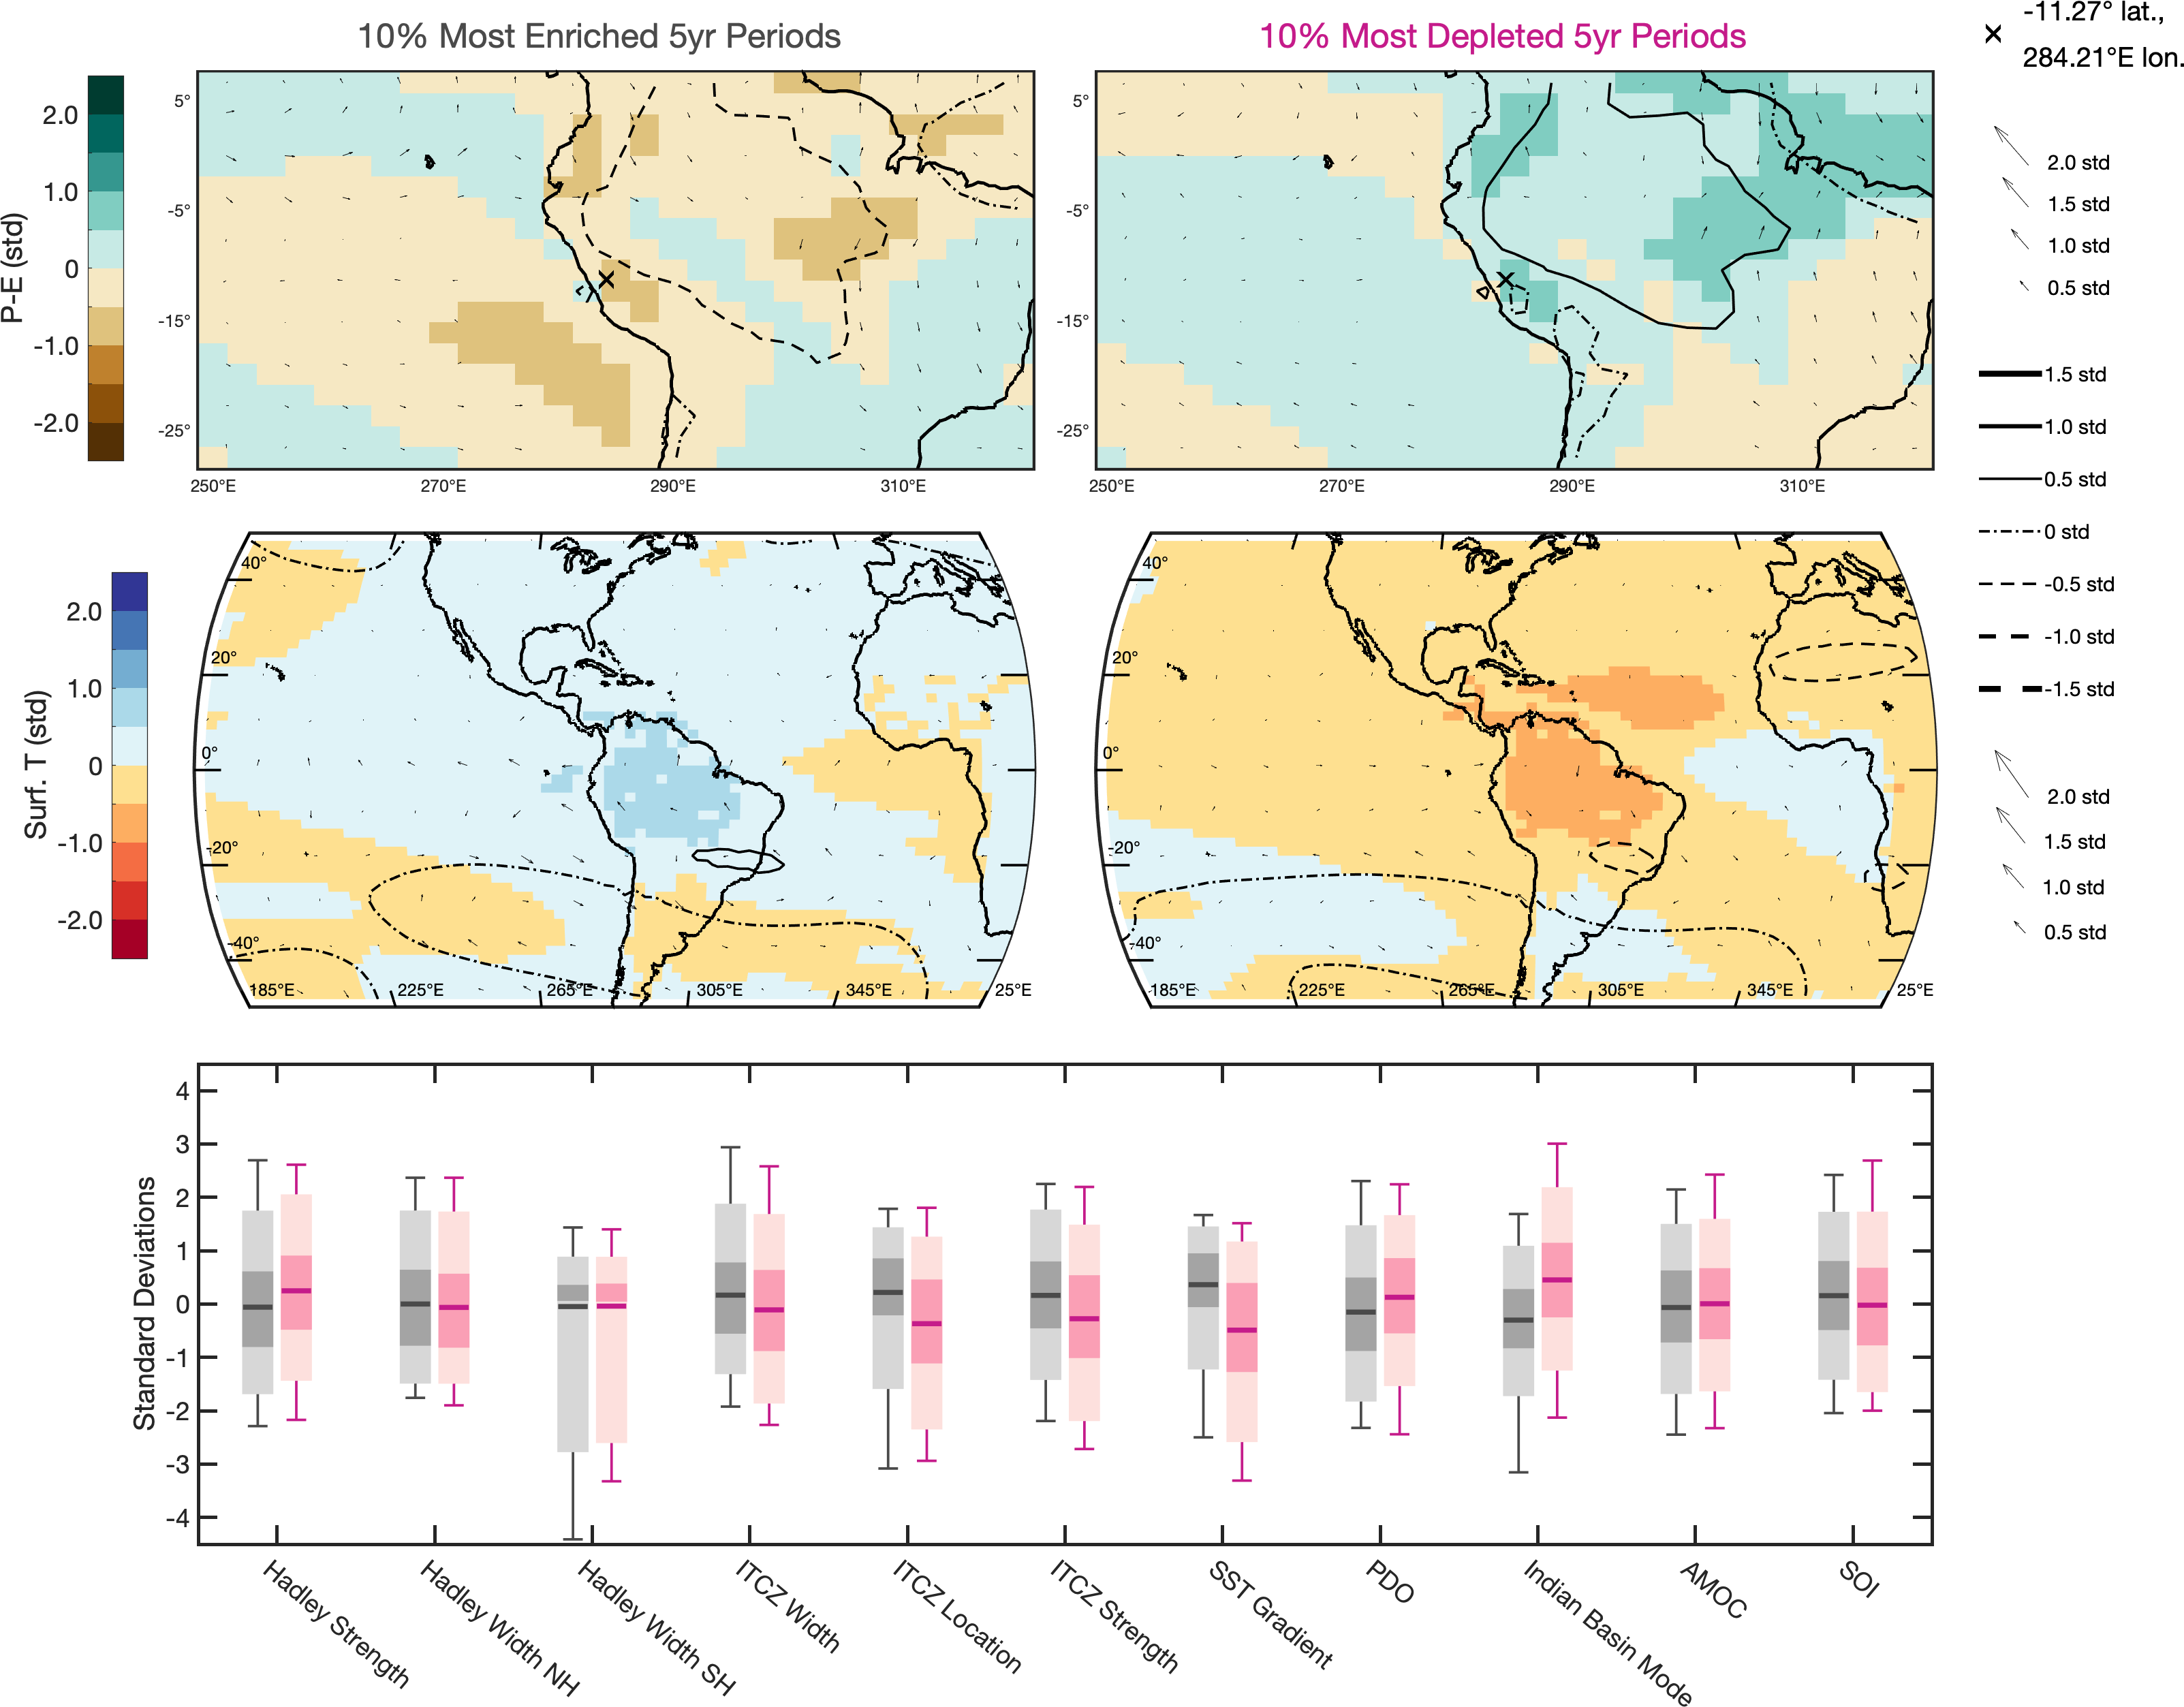 10% Most Enriched 5yr Periods
10% Most Depleted 5yr Periods
-11.27° lat.,
284.21°E lon.
P-E (std)
2.0
1.0
0
-1.0
-2.0
5°
-5°
-15°
-25°
250°E
270°E
290°E
310°E
5°
-5°
-15°
-25°
250°E
270°E
290°E
310°E
2.0 std
1.5 std
1.0 std
0.5 std
1.5 std
1.0 std
0.5 std
0 std
-0.5 std
-1.0 std
-1.5 std
2.0 std
1.5 std
1.0 std
0.5 std
Surf. T (std)
2.0
1.0
0
-1.0
-2.0
40°
20°
0°
-20°
-40°
185°E
225°E
265°E
305°E
345°E
25°E
40°
20°
0°
-20°
-40°
185°E
225°E
265°E
305°E
345°E
25°E
Standard Deviations
4
3
2
1
0
-1
-2
-3
-4
Hadley Strength
Hadley Width NH
Hadley Width SH
ITCZ Width
ITCZ Location
ITCZ Strength
SST Gradient
PDO
Indian Basin Mode
AMOC
SOI